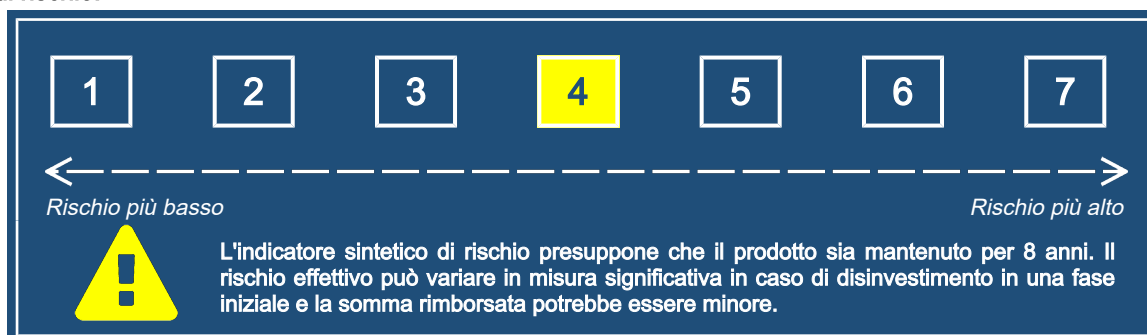 di rischio:
1 2 3 4 5 6 7
Rischio più basso Rischio più alto
L'indicatore sintetico di rischio presuppone che il prodotto sia mantenuto per 8 anni. Il
rischio effettivo può variare in misura significativa in caso di disinvestimento in una fase
iniziale e la somma rimborsata potrebbe essere minore.